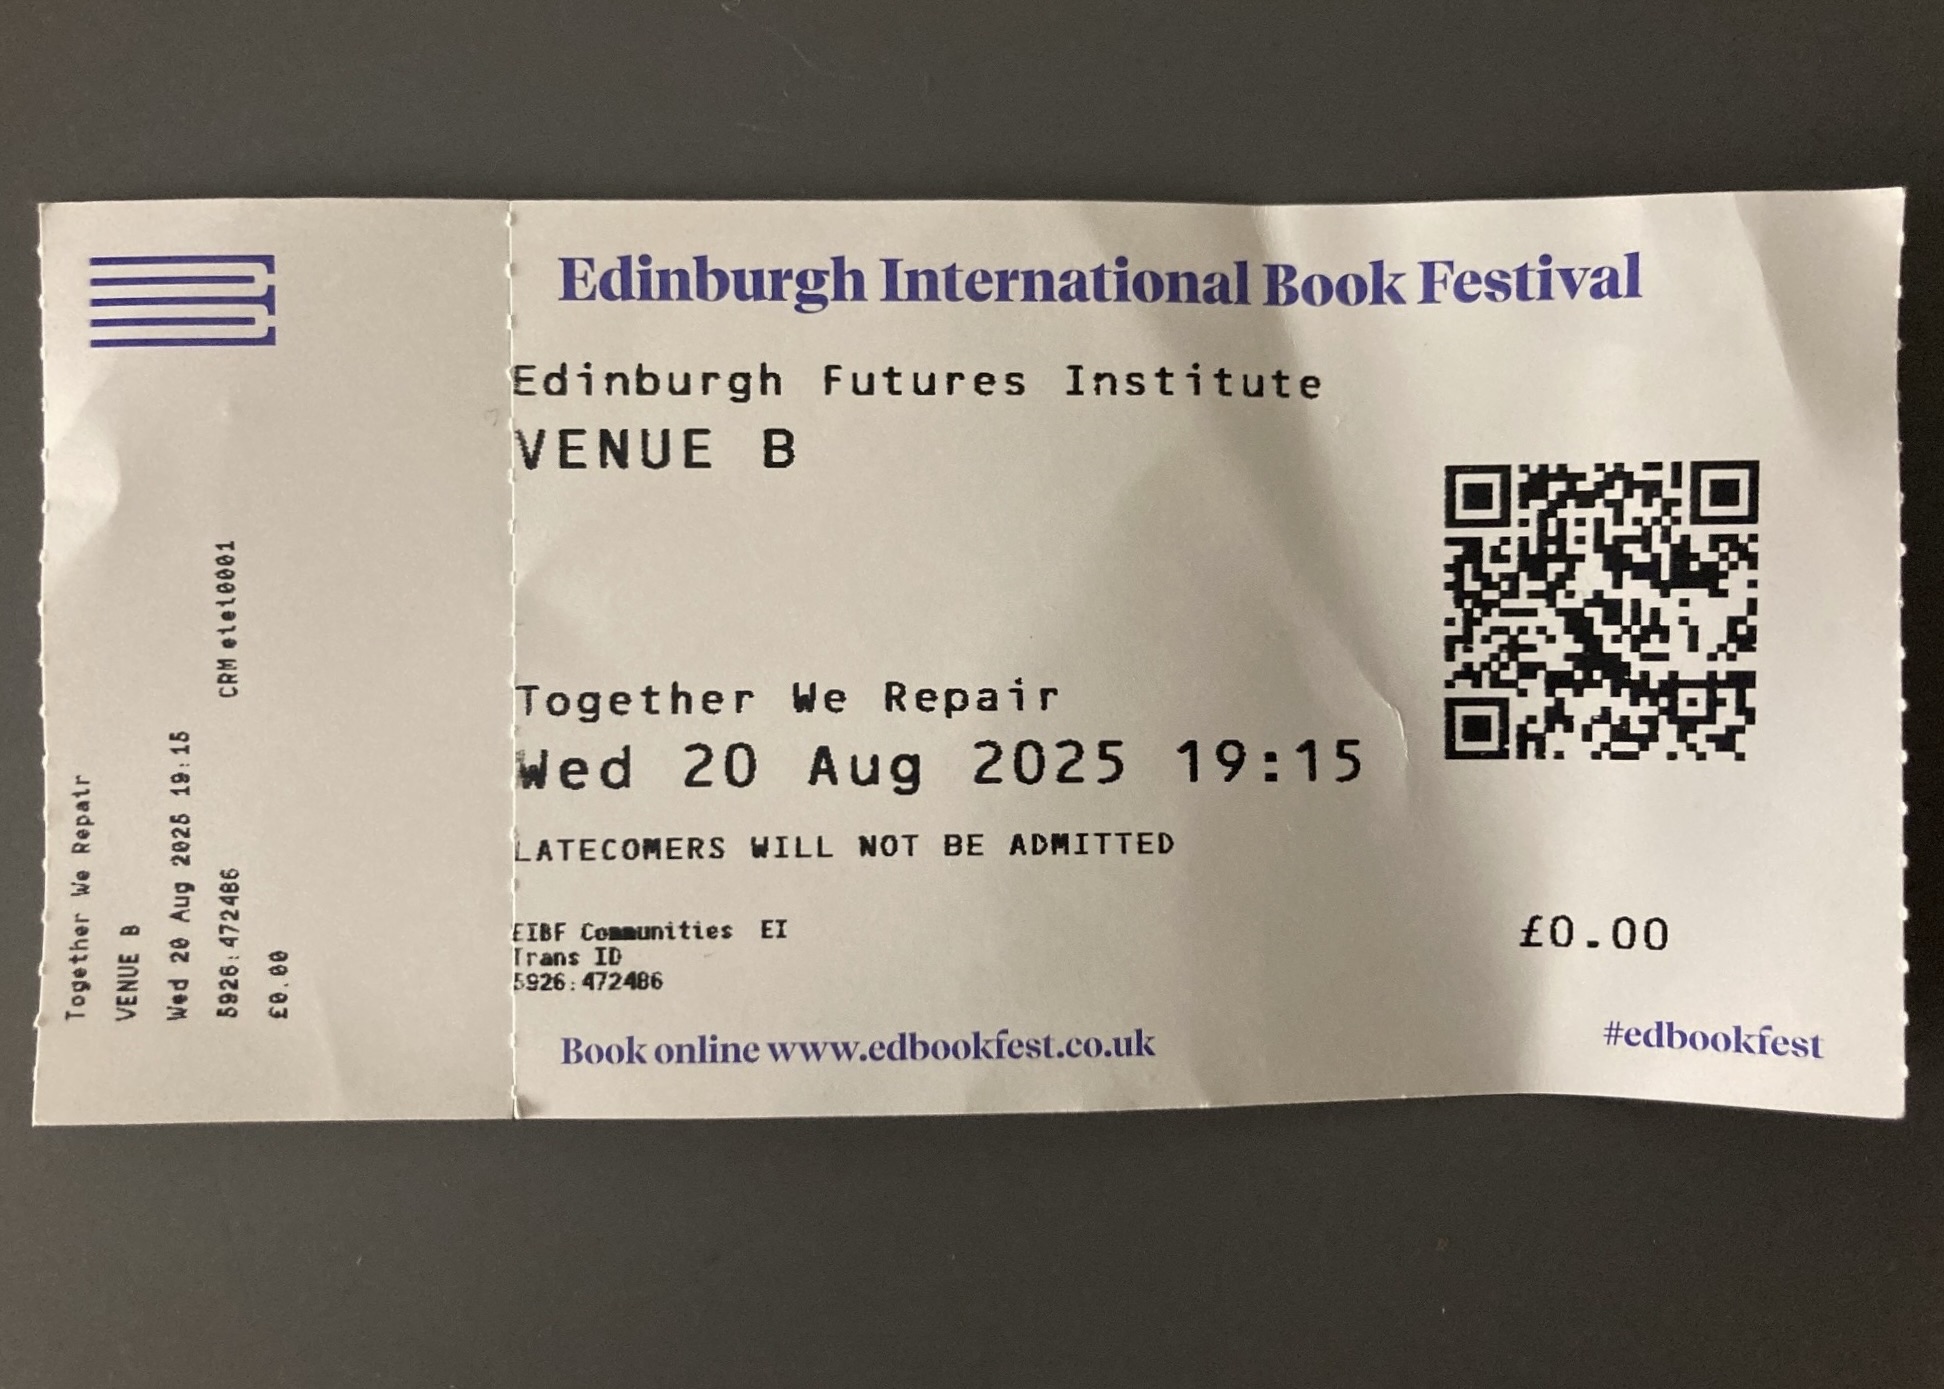 Together We Repair
VENUE B
Wed 20 Aug 2025 19:15
5926:472486 CRM eiei0001
£0.00
Edinburgh International Book Festival
Edinburgh Futures Institute
VENUE B
Together We Repair
Wed 20 Aug 2025 19:15
LATECOMERS WILL NOT BE ADMITTED
EIBF Communities EI
Trans ID
5926:472486
£0.00
Book online www.edbookfest.co.uk
#edbookfest